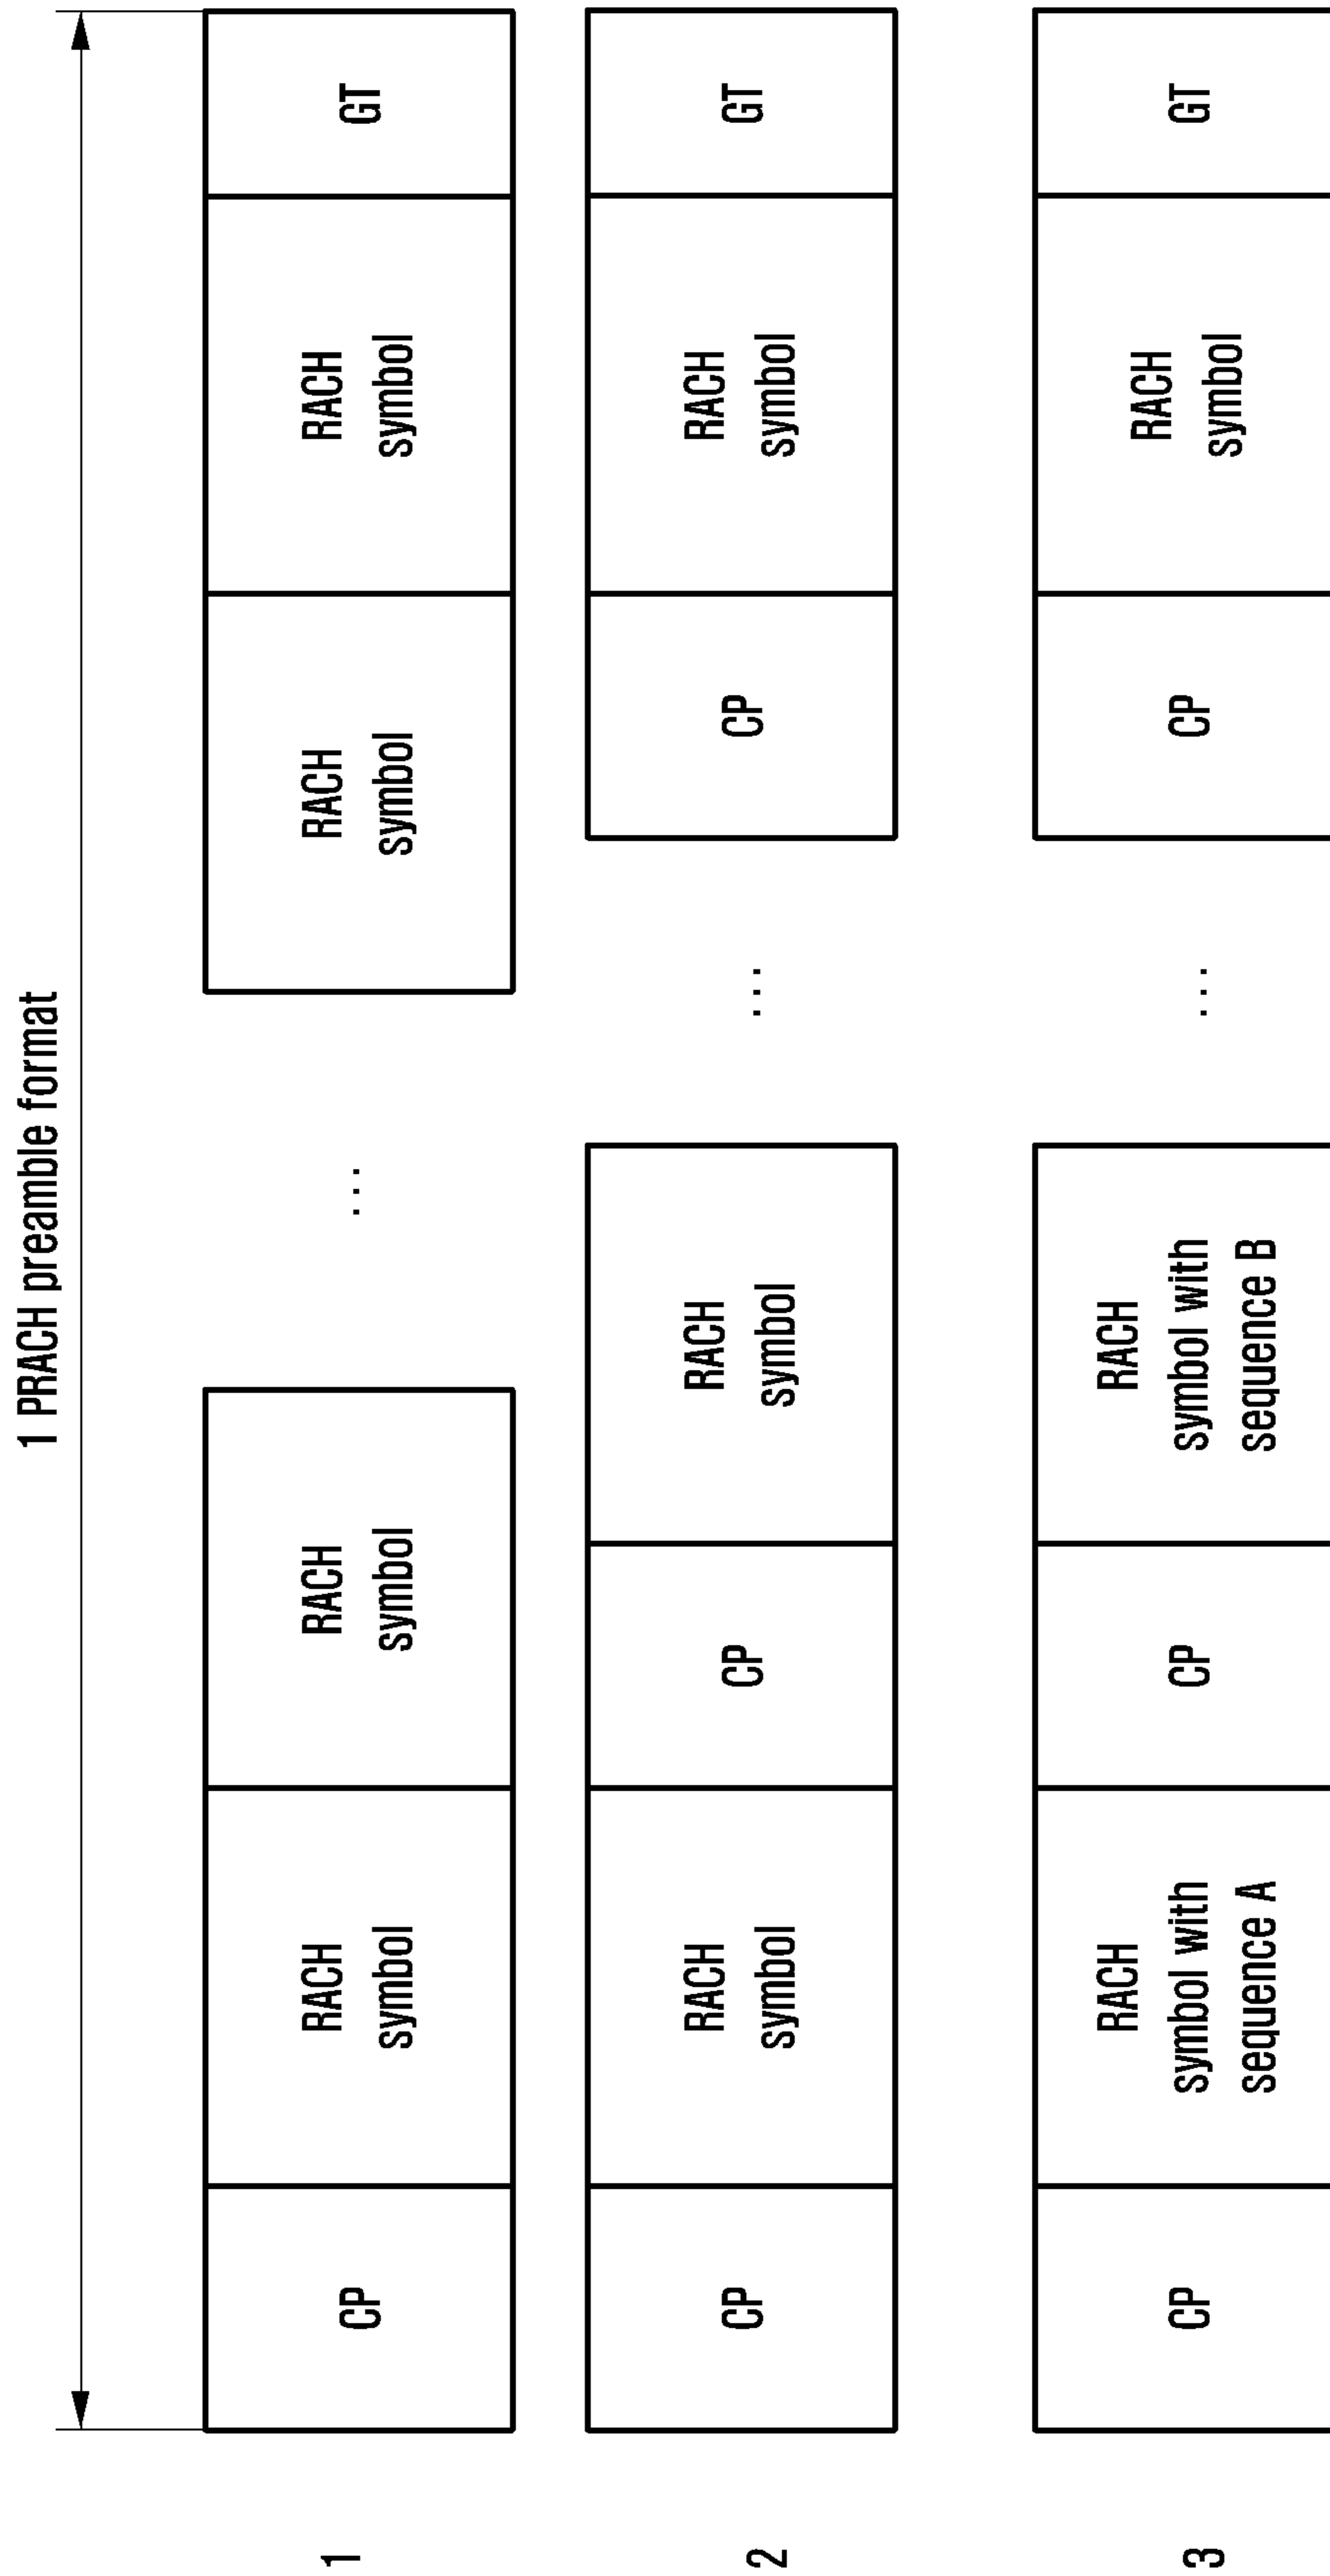 1 PRACH preamble format
1
CP
RACH
symbol
RACH
symbol
...
RACH
symbol
RACH
symbol
GT
2
CP
RACH
symbol
CP
RACH
symbol
...
CP
RACH
symbol
GT
3
CP
RACH
symbol with
sequence A
CP
RACH
symbol with
sequence B
...
CP
RACH
symbol
GT